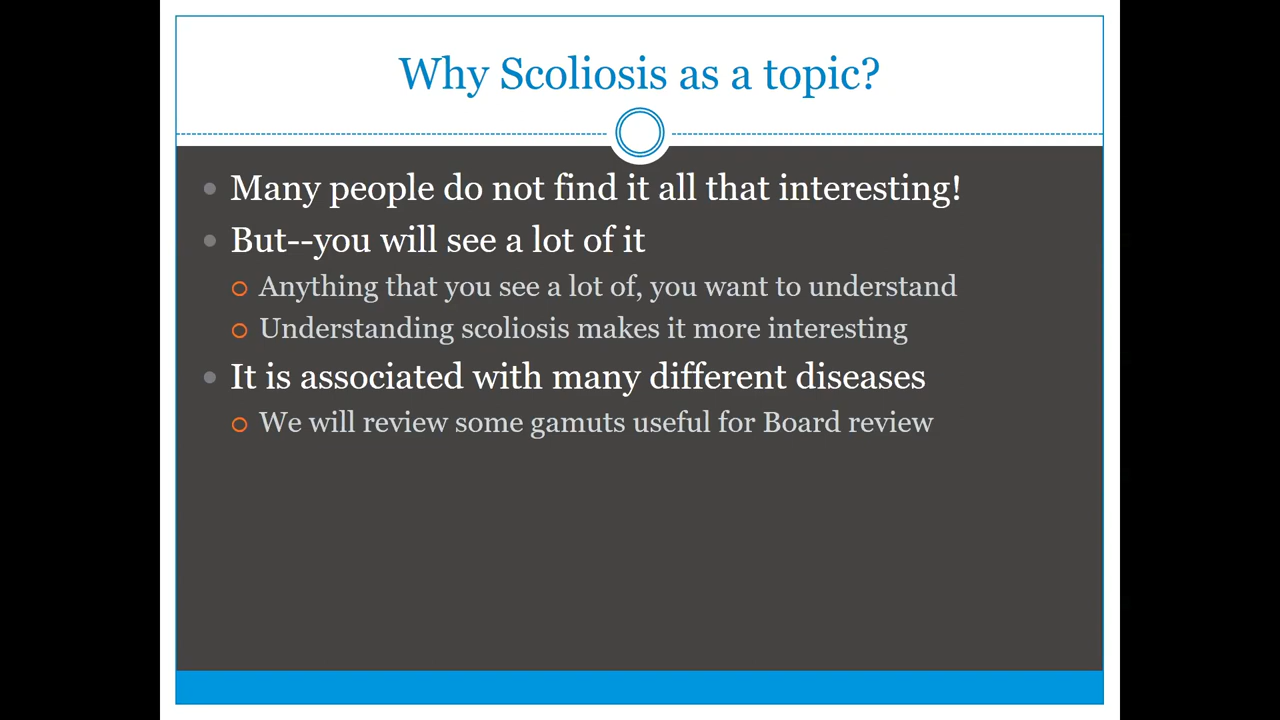 Why Scoliosis as a topic?
Many people do not find it all that interesting!
But--you will see a lot of it
Anything that you see a lot of, you want to understand
Understanding scoliosis makes it more interesting
It is associated with many different diseases
We will review some gamuts useful for Board review